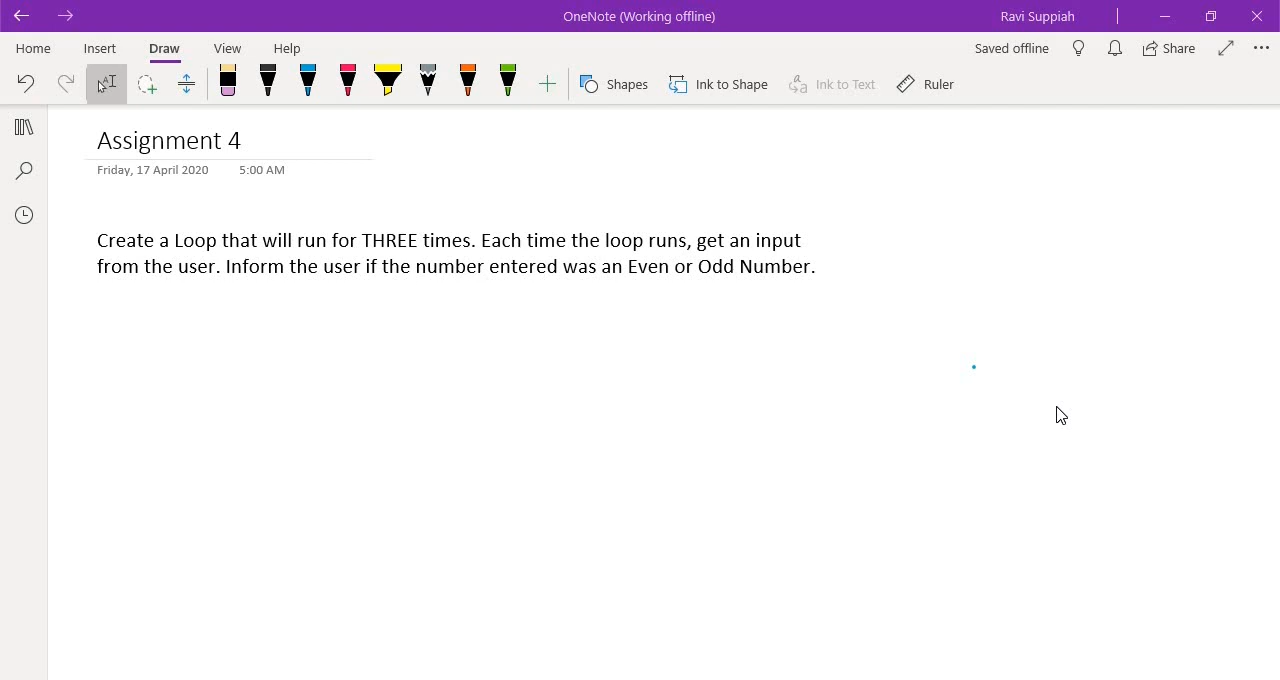 OneNote (Working offline)
Ravi Suppiah
Home Insert Draw View Help
Saved offline
Share
Shapes
Ink to Shape
Ink to Text
Ruler
Assignment 4
Friday, 17 April 2020 5:00 AM
Create a Loop that will run for THREE times. Each time the loop runs, get an input
from the user. Inform the user if the number entered was an Even or Odd Number.